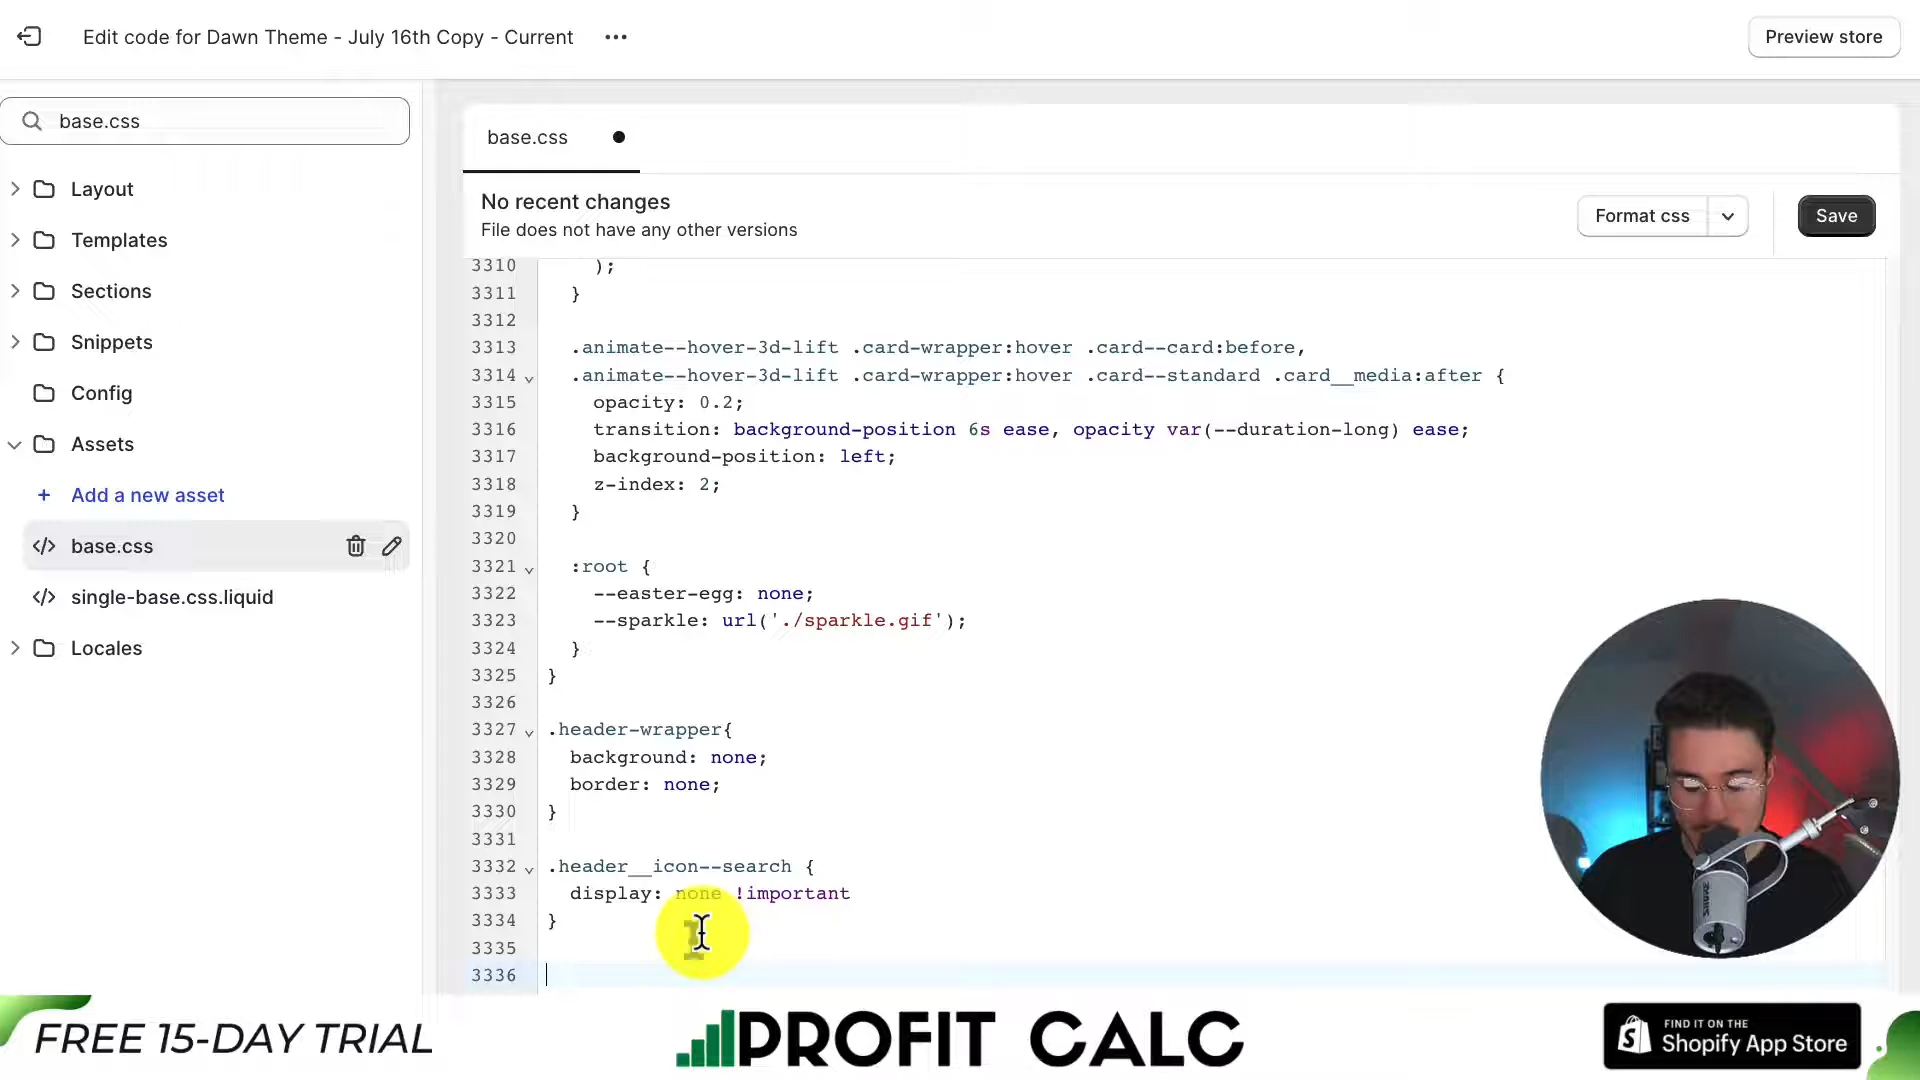 Edit code for Dawn Theme - July 16th Copy - Current
Preview store
base.css
Layout
Templates
Sections
Snippets
Config
Assets
Add a new asset
base.css
single-base.css.liquid
Locales
base.css
No recent changes
File does not have any other versions
Format css
Save
3310 );
3311 }
3312
3313 .animate--hover-3d-lift .card-wrapper:hover .card--card:before,
3314 .animate--hover-3d-lift .card-wrapper:hover .card--standard .card__media:after {
3315 opacity: 0.2;
3316 transition: background-position 6s ease, opacity var(--duration-long) ease;
3317 background-position: left;
3318 z-index: 2;
3319 }
3320
3321 :root {
3322 --easter-egg: none;
3323 --sparkle: url('./sparkle.gif');
3324 }
3325 }
3326
3327 .header-wrapper{
3328 background: none;
3329 border: none;
3330 }
3331
3332 .header__icon--search {
3333 display: none !important
3334 }
3335
3336
FREE 15-DAY TRIAL
PROFIT CALC
FIND IT ON THE
Shopify App Store